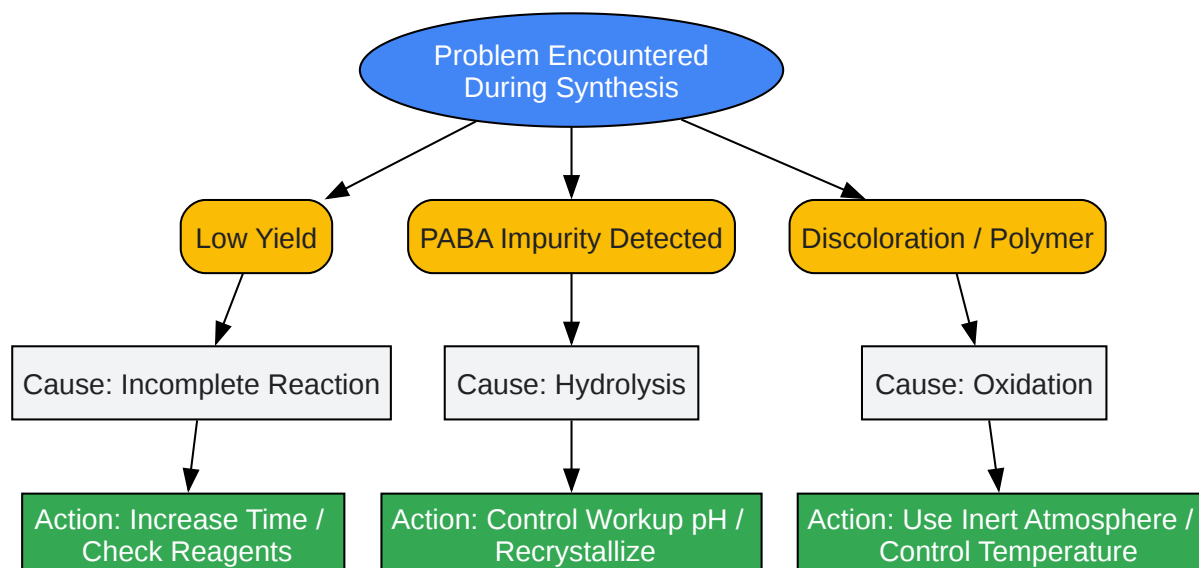 Problem Encountered
During Synthesis
Low Yield
PABA Impurity Detected
Discoloration / Polymer
Cause: Incomplete Reaction
Cause: Hydrolysis
Cause: Oxidation
Action: Increase Time /
Check Reagents
Action: Control Workup pH /
Recrystallize
Action: Use Inert Atmosphere /
Control Temperature